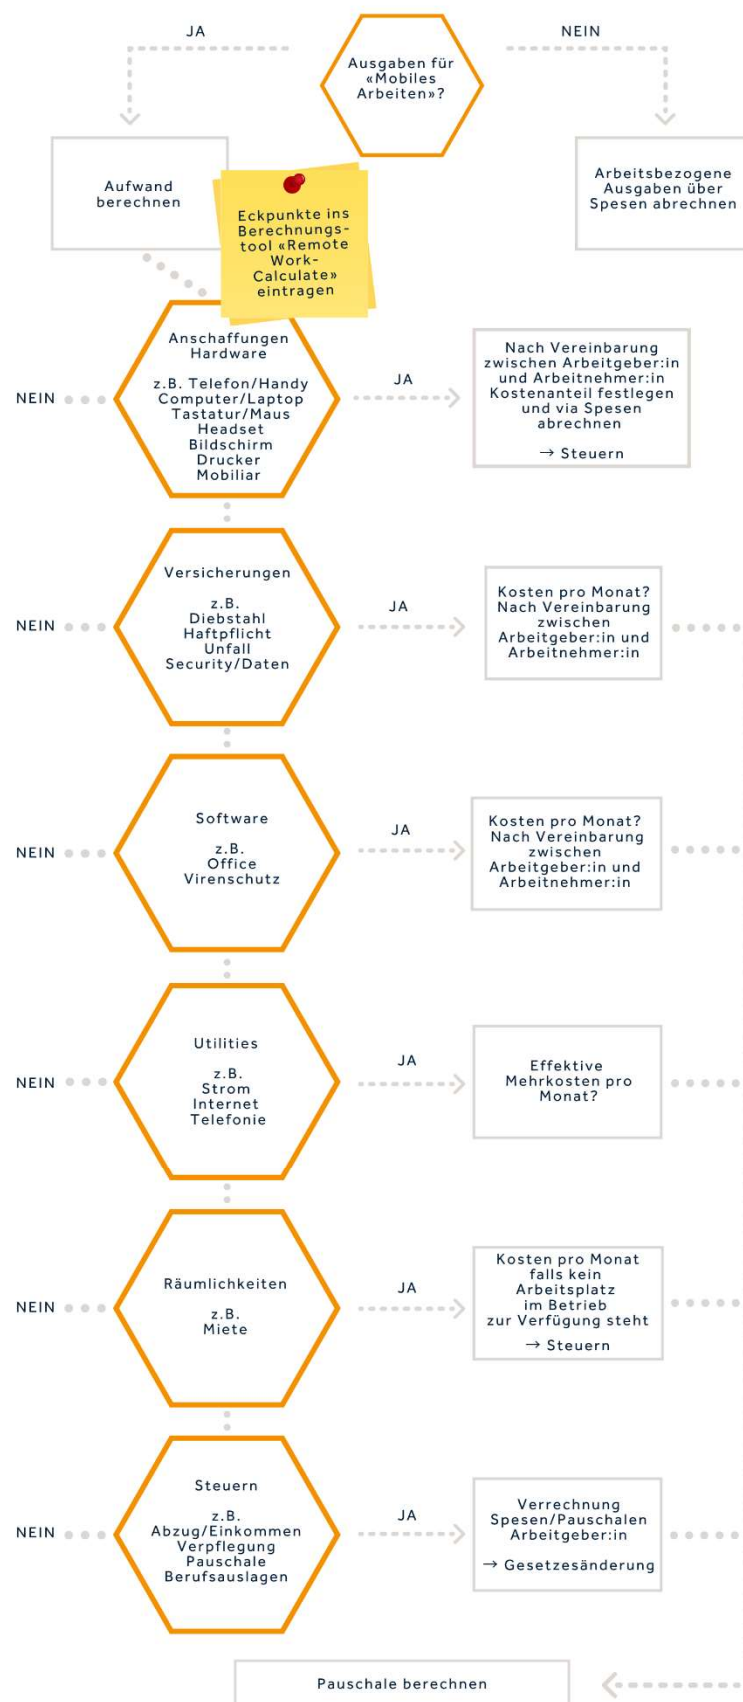 JA
NEIN
Ausgaben für
«Mobiles
Arbeiten»?
Aufwand
berechnen
Arbeitsbezogene
Ausgaben über
Spesen abrechnen
Eckpunkte ins
Berechnungs-
tool «Remote
Work-
Calculate»
eintragen
NEIN
Anschaffungen
Hardware
z.B. Telefon/Handy
Computer/Laptop
Tastatur/Maus
Headset
Bildschirm
Drucker
Mobiliar
JA
Nach Vereinbarung
zwischen Arbeitgeber:in
und Arbeitnehmer:in
Kostenanteil festlegen
und via Spesen
abrechnen
→ Steuern
NEIN
Versicherungen
z.B.
Diebstahl
Haftpflicht
Unfall
Security/Daten
JA
Kosten pro Monat?
Nach Vereinbarung
zwischen
Arbeitgeber:in und
Arbeitnehmer:in
NEIN
Software
z.B.
Office
Virenschutz
JA
Kosten pro Monat?
Nach Vereinbarung
zwischen
Arbeitgeber:in und
Arbeitnehmer:in
NEIN
Utilities
z.B.
Strom
Internet
Telefonie
JA
Effektive
Mehrkosten pro
Monat?
NEIN
Räumlichkeiten
z.B.
Miete
JA
Kosten pro Monat
falls kein
Arbeitsplatz
im Betrieb
zur Verfügung steht
→ Steuern
NEIN
Steuern
z.B.
Abzug/Einkommen
Verpflegung
Pauschale
Berufsauslagen
JA
Verrechnung
Spesen/Pauschalen
Arbeitgeber:in
→ Gesetzesänderung
Pauschale berechnen